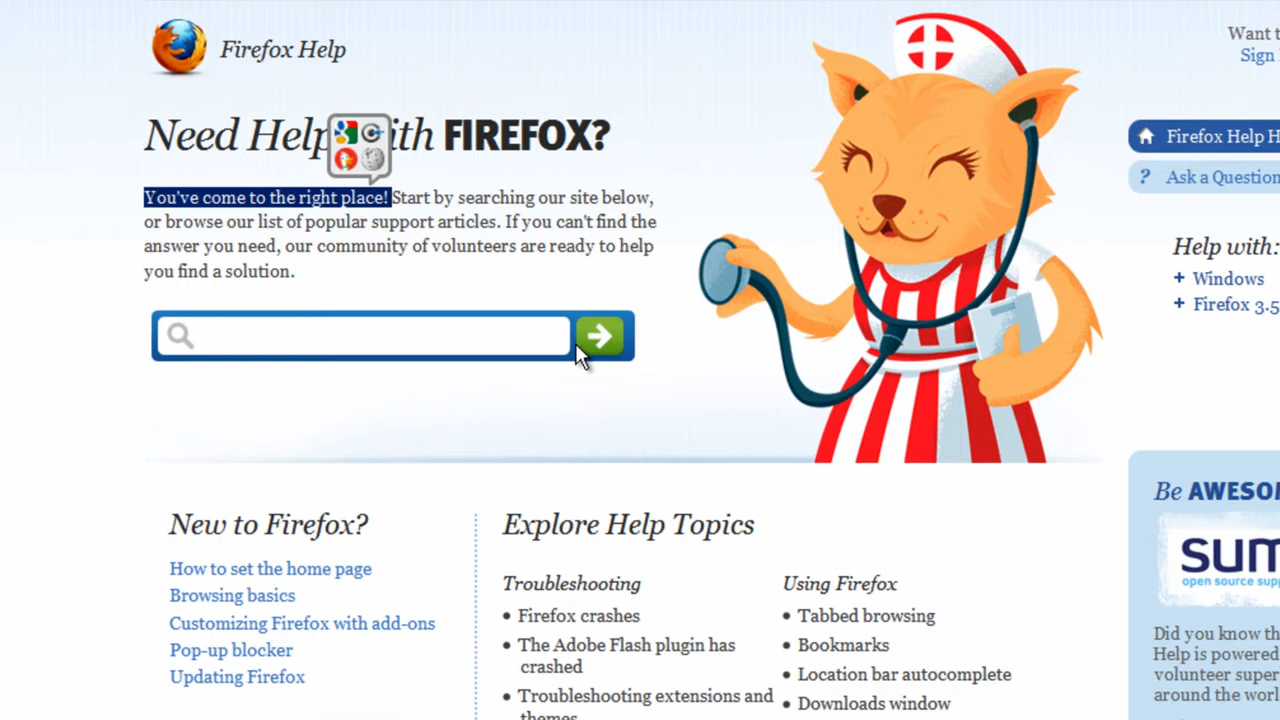 Firefox Help
Want t
Sign
Need Help ith FIREFOX?
Firefox Help H
You've come to the right place! Start by searching our site below,
or browse our list of popular support articles. If you can't find the
answer you need, our community of volunteers are ready to help
you find a solution.
? Ask a Question
Help with:
+ Windows
+ Firefox 3.5
New to Firefox?
How to set the home page
Browsing basics
Customizing Firefox with add-ons
Pop-up blocker
Updating Firefox
Explore Help Topics
Troubleshooting
• Firefox crashes
• The Adobe Flash plugin has
crashed
• Troubleshooting extensions and
themes
Using Firefox
• Tabbed browsing
• Bookmarks
• Location bar autocomplete
• Downloads window
Be AWESOM
sum
open source supp
Did you know th
Help is powered
volunteer super
around the worl